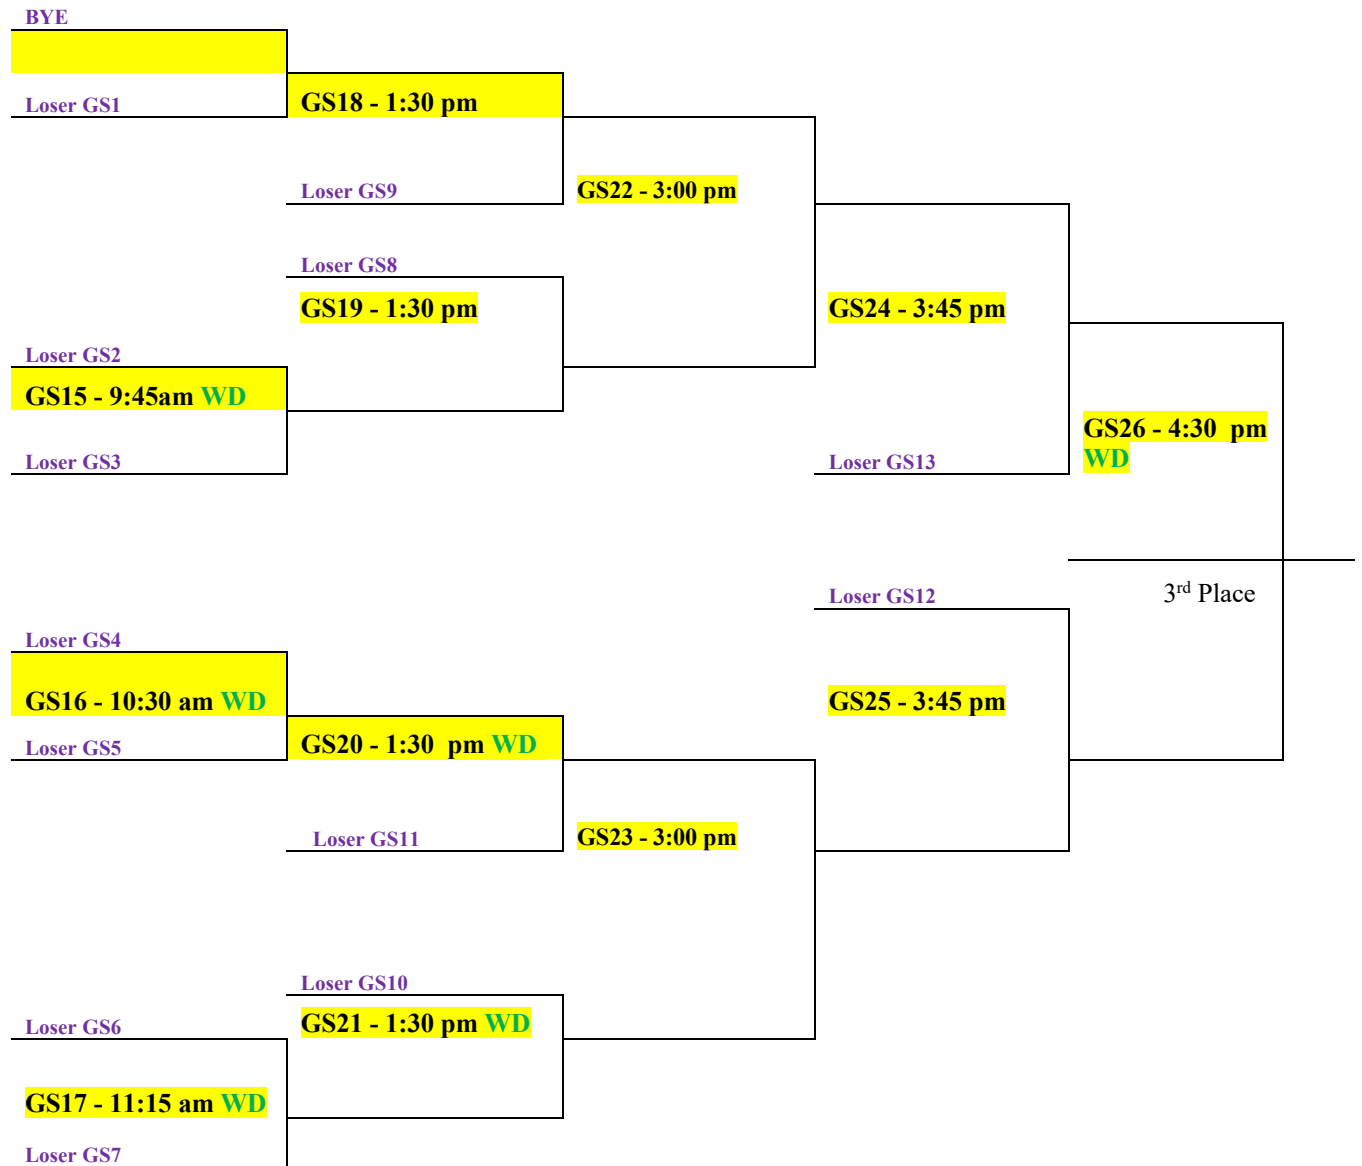 BYE
Loser GS1
GS18 - 1:30 pm
Loser GS9
GS22 - 3:00 pm
Loser GS8
GS19 - 1:30 pm
GS24 - 3:45 pm
Loser GS2
GS15 - 9:45am WD
Loser GS3
Loser GS13
GS26 - 4:30  pm
WD
Loser GS12
3rd Place
Loser GS4
GS16 - 10:30 am WD
Loser GS5
GS20 - 1:30  pm WD
GS25 - 3:45 pm
Loser GS11
GS23 - 3:00 pm
Loser GS10
Loser GS6
GS21 - 1:30 pm WD
GS17 - 11:15 am WD
Loser GS7